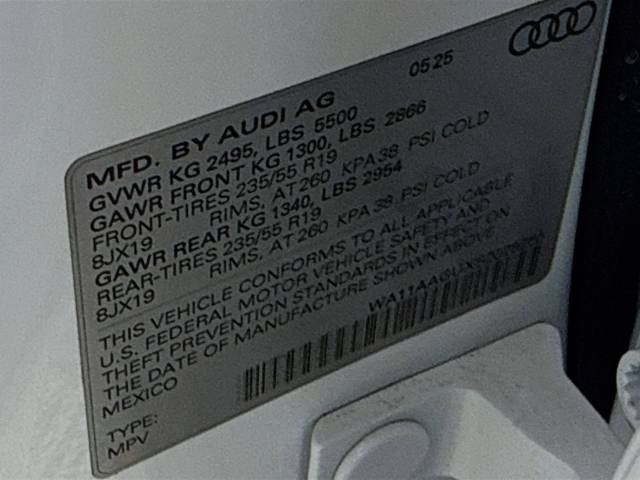 0525
MFD. BY AUDI AG
GVWR KG 2495, LBS 5500
GAWR FRONT KG 1300, LBS 2866
FRONT-TIRES 235/55 R19
8JX19 RIMS, AT 260 KPA 38 PSI COLD
GAWR REAR KG 1340, LBS 2954
REAR-TIRES 235/55 R19
8JX19 RIMS, AT 260 KPA 38 PSI COLD
THIS VEHICLE CONFORMS TO ALL APPLICABLE
U.S. FEDERAL MOTOR VEHICLE SAFETY AND
THEFT PREVENTION STANDARDS IN EFFECT ON
THE DATE OF MANUFACTURE SHOWN ABOVE
MEXICO
TYPE:
MPV